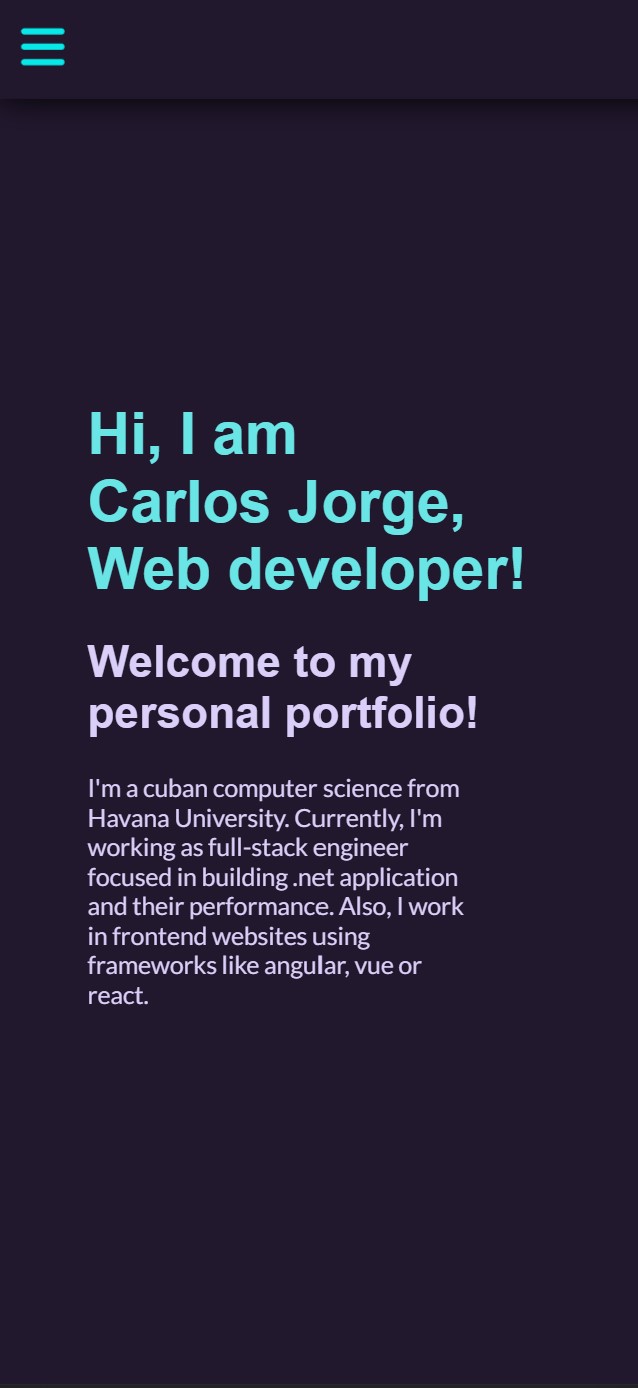 Hi, I am
Carlos Jorge,
Web developer!
Welcome to my
personal portfolio!
I'm a cuban computer science from
Havana University. Currently, I'm
working as full-stack engineer
focused in building .net application
and their performance. Also, I work
in frontend websites using
frameworks like angular, vue or
react.